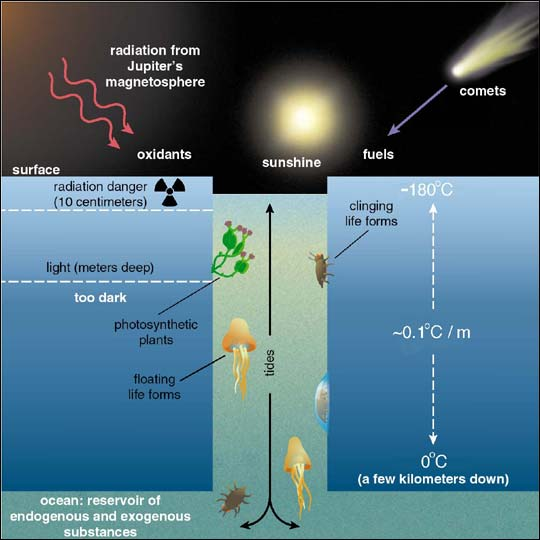 radiation from
Jupiter's
magnetosphere
comets
oxidants
sunshine
fuels
surface
radiation danger
(10 centimeters)
~180°C
clinging
life forms
light (meters deep)
too dark
photosynthetic
plants
~0.1°C / m
tides
floating
life forms
0°C
(a few kilometers down)
ocean: reservoir of
endogenous and exogenous
substances